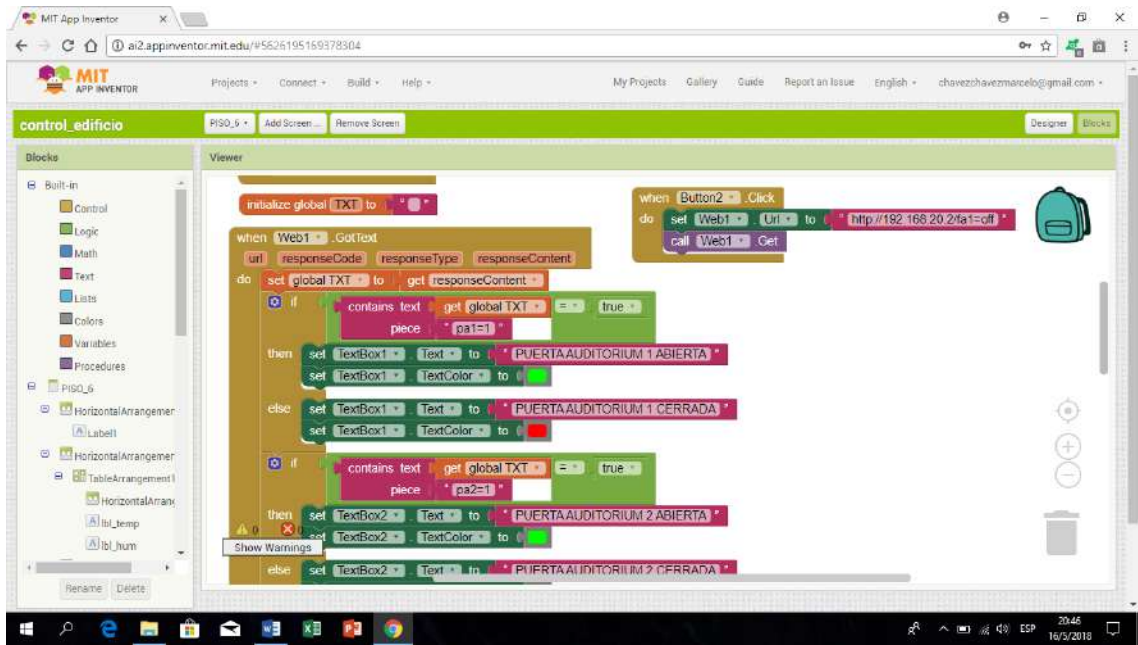 MIT App Inventor
ai2.appinventor.mit.edu/#5626195169378304
MIT
APP INVENTOR
Projects Connect Build Help My Projects Gallery Guide Report an Issue English chavezchavezmarcelo@gmail.com
control_edificio PISO_6 Add Screen ... Remove Screen Designer Blocks
Blocks Viewer
Built-in
Control
Logic
Math
Text
Lists
Colors
Variables
Procedures
PISO_6
HorizontalArrangemer
Label1
HorizontalArrangemer
TableArrangement1
HorizontalArran
lbl_temp
lbl_hum
Rename Delete
initialize global TXT to " "
when Button2 .Click
do set Web1 . Url to " http://192.168.20.2/fa1=off "
call Web1 .Get
when Web1 .GotText
url responseCode responseType responseContent
do set global TXT to get responseContent
if contains text get global TXT = true
piece " pa1=1 "
then set TextBox1 . Text to " PUERTA AUDITORIUM 1 ABIERTA "
set TextBox1 . TextColor to
else set TextBox1 . Text to " PUERTA AUDITORIUM 1 CERRADA "
set TextBox1 . TextColor to
if contains text get global TXT = true
piece " pa2=1 "
then set TextBox2 . Text to " PUERTA AUDITORIUM 2 ABIERTA "
set TextBox2 . TextColor to
else set TextBox2 . Text to " PUERTA AUDITORIUM 2 CERRADA "
0 0
Show Warnings
ESP 20:46
16/5/2018